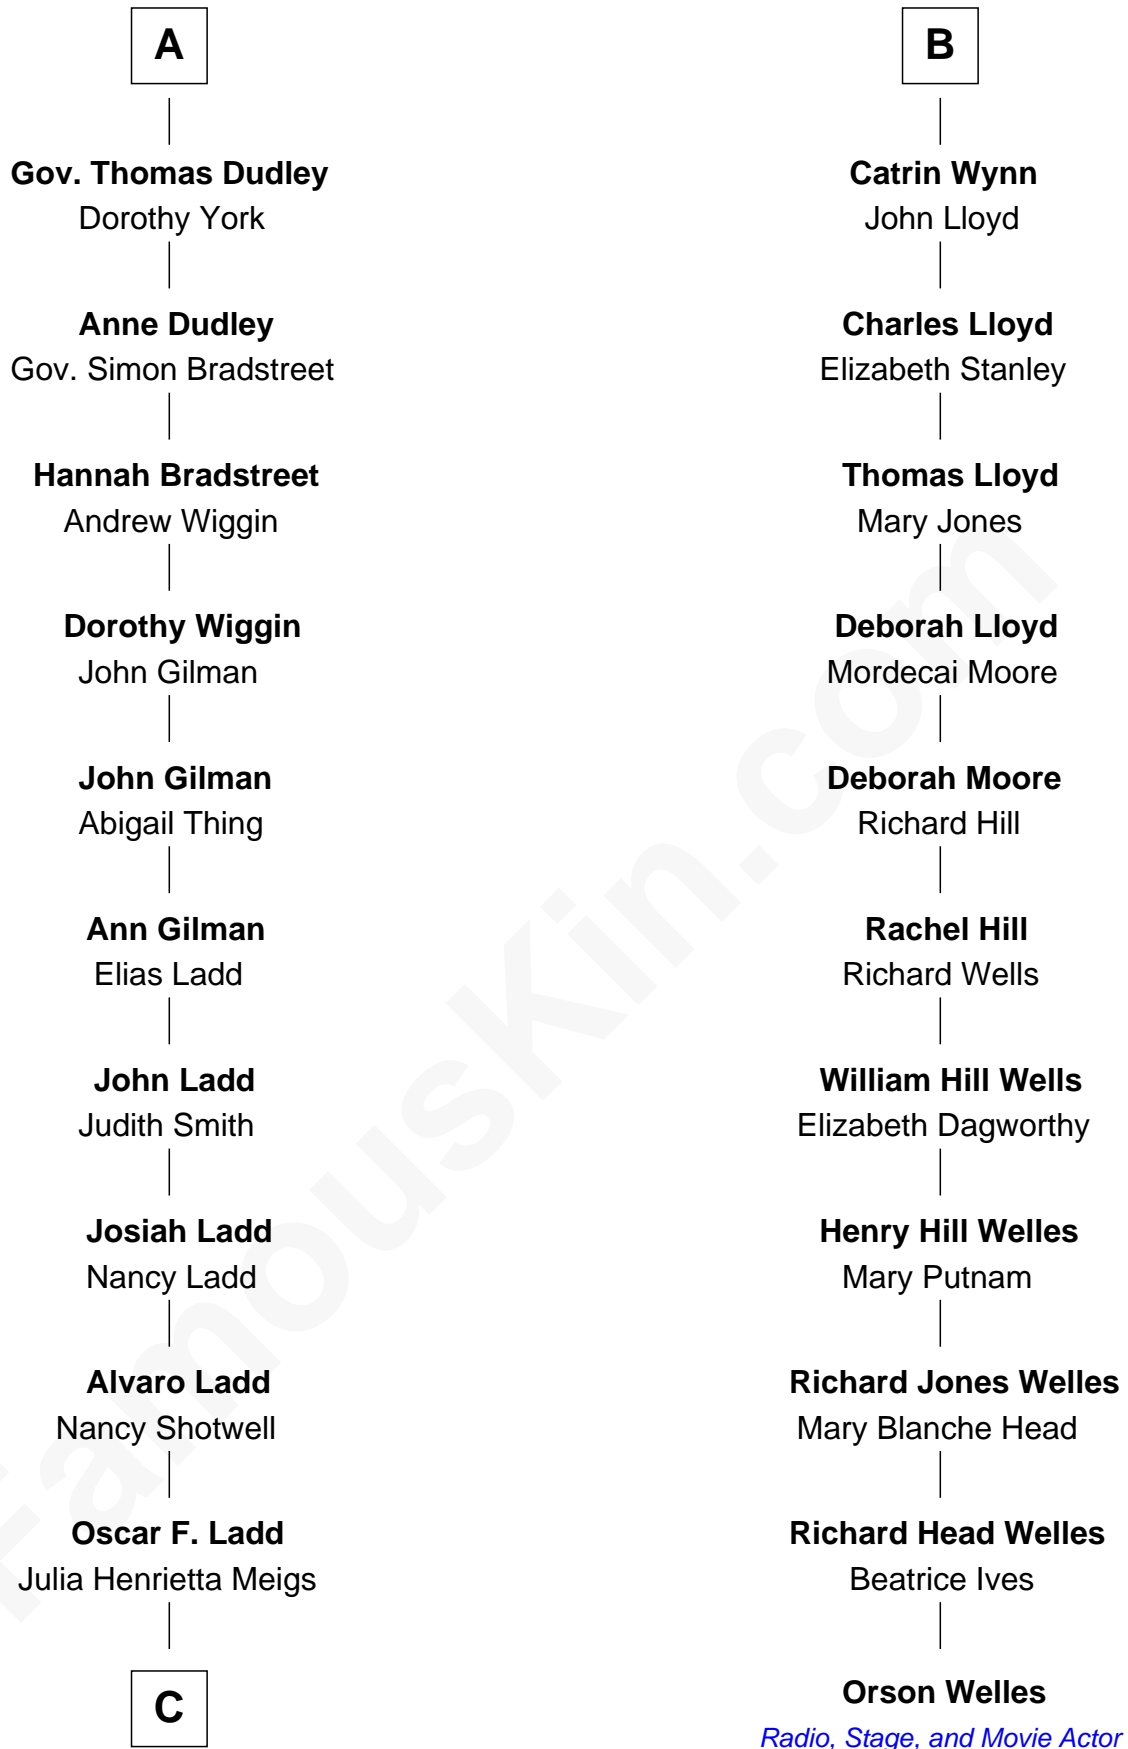 A
Gov. Thomas Dudley
Dorothy York
Anne Dudley
Gov. Simon Bradstreet
Hannah Bradstreet
Andrew Wiggin
Dorothy Wiggin
John Gilman
John Gilman
Abigail Thing
Ann Gilman
Elias Ladd
John Ladd
Judith Smith
Josiah Ladd
Nancy Ladd
Alvaro Ladd
Nancy Shotwell
Oscar F. Ladd
Julia Henrietta Meigs
C
B
Catrin Wynn
John Lloyd
Charles Lloyd
Elizabeth Stanley
Thomas Lloyd
Mary Jones
Deborah Lloyd
Mordecai Moore
Deborah Moore
Richard Hill
Rachel Hill
Richard Wells
William Hill Wells
Elizabeth Dagworthy
Henry Hill Welles
Mary Putnam
Richard Jones Welles
Mary Blanche Head
Richard Head Welles
Beatrice Ives
Orson Welles
Radio, Stage, and Movie Actor
FamousKin.com